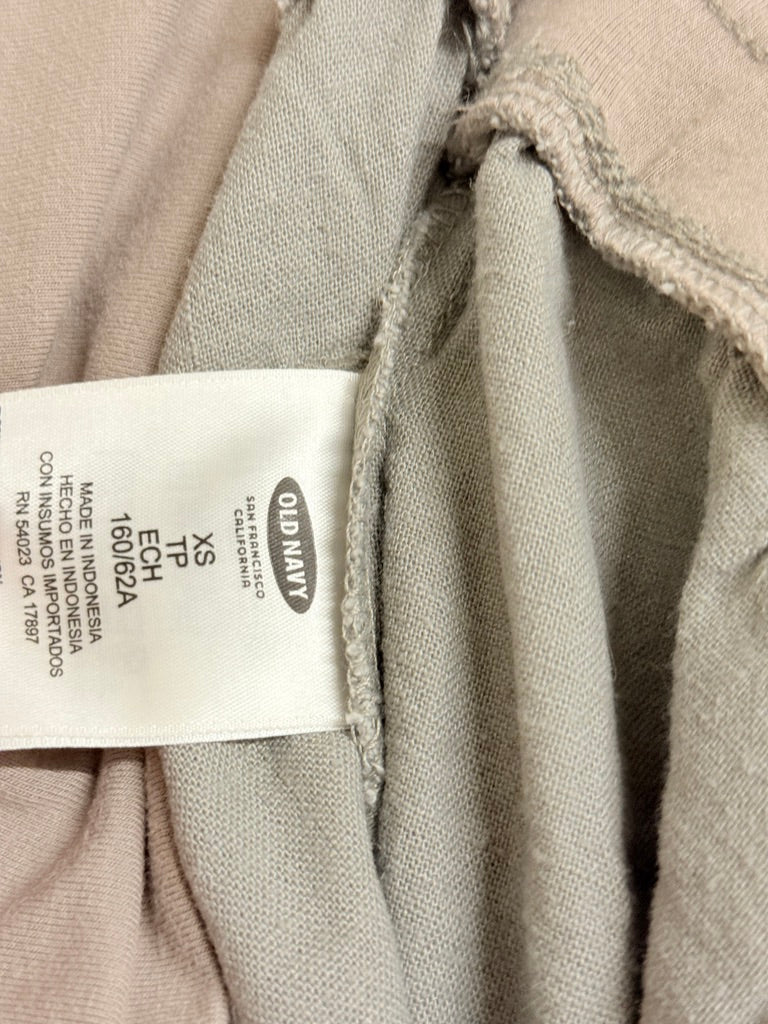 OLD NAVY
SAN FRANCISCO
CALIFORNIA
XS
TP
ECH
160/62A
MADE IN INDONESIA
HECHO EN INDONESIA
CON INSUMOS IMPORTADOS
RN 54023 CA 17897